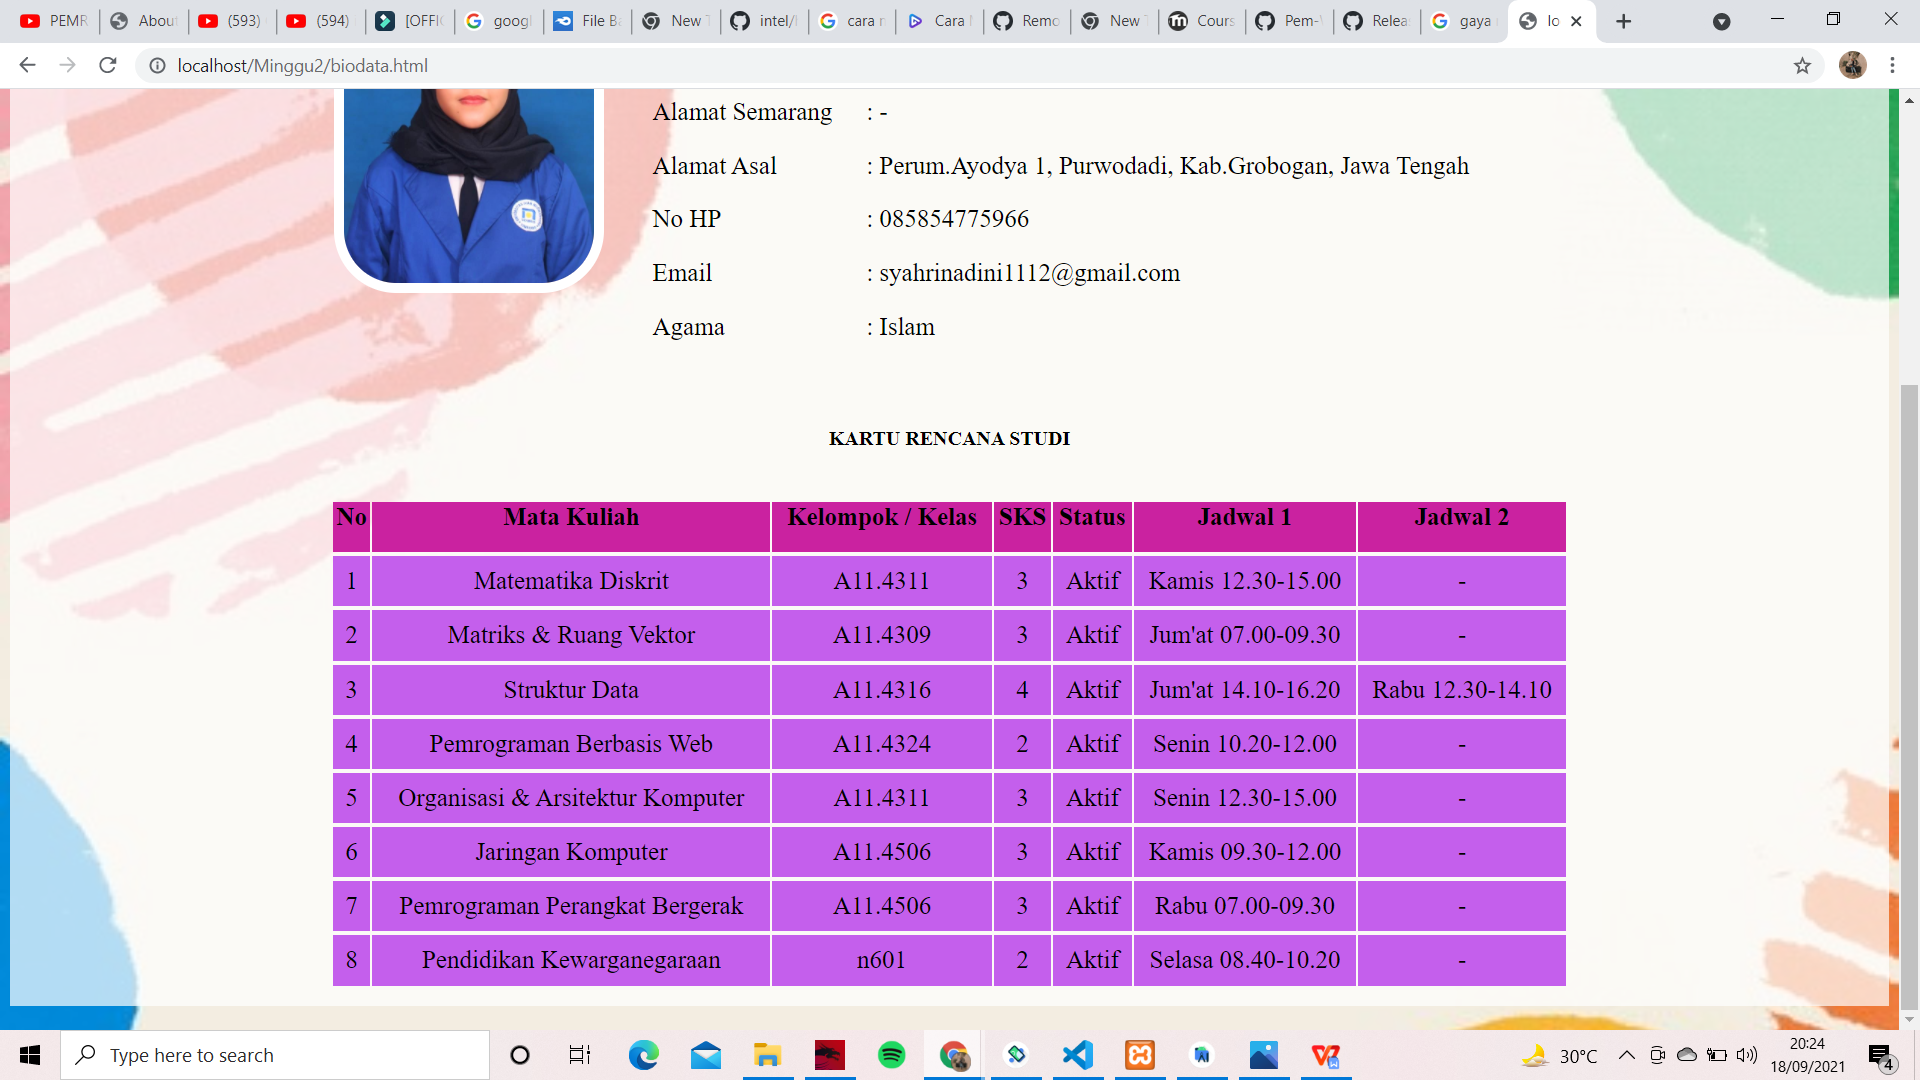 PEMR
About
(593)
(594)
[OFFI
googl
File Ba
New T
intel/
cara n
Cara M
Remo
New T
Cours
Pem-
Relea
gaya
lo
localhost/Minggu2/biodata.html
Alamat Semarang : -
Alamat Asal : Perum.Ayodya 1, Purwodadi, Kab.Grobogan, Jawa Tengah
No HP : 085854775966
Email : syahrinadini1112@gmail.com
Agama : Islam
KARTU RENCANA STUDI
No Mata Kuliah Kelompok / Kelas SKS Status Jadwal 1 Jadwal 2
1 Matematika Diskrit A11.4311 3 Aktif Kamis 12.30-15.00 -
2 Matriks & Ruang Vektor A11.4309 3 Aktif Jum'at 07.00-09.30 -
3 Struktur Data A11.4316 4 Aktif Jum'at 14.10-16.20 Rabu 12.30-14.10
4 Pemrograman Berbasis Web A11.4324 2 Aktif Senin 10.20-12.00 -
5 Organisasi & Arsitektur Komputer A11.4311 3 Aktif Senin 12.30-15.00 -
6 Jaringan Komputer A11.4506 3 Aktif Kamis 09.30-12.00 -
7 Pemrograman Perangkat Bergerak A11.4506 3 Aktif Rabu 07.00-09.30 -
8 Pendidikan Kewarganegaraan n601 2 Aktif Selasa 08.40-10.20 -
Type here to search
30°C
20:24
18/09/2021
4